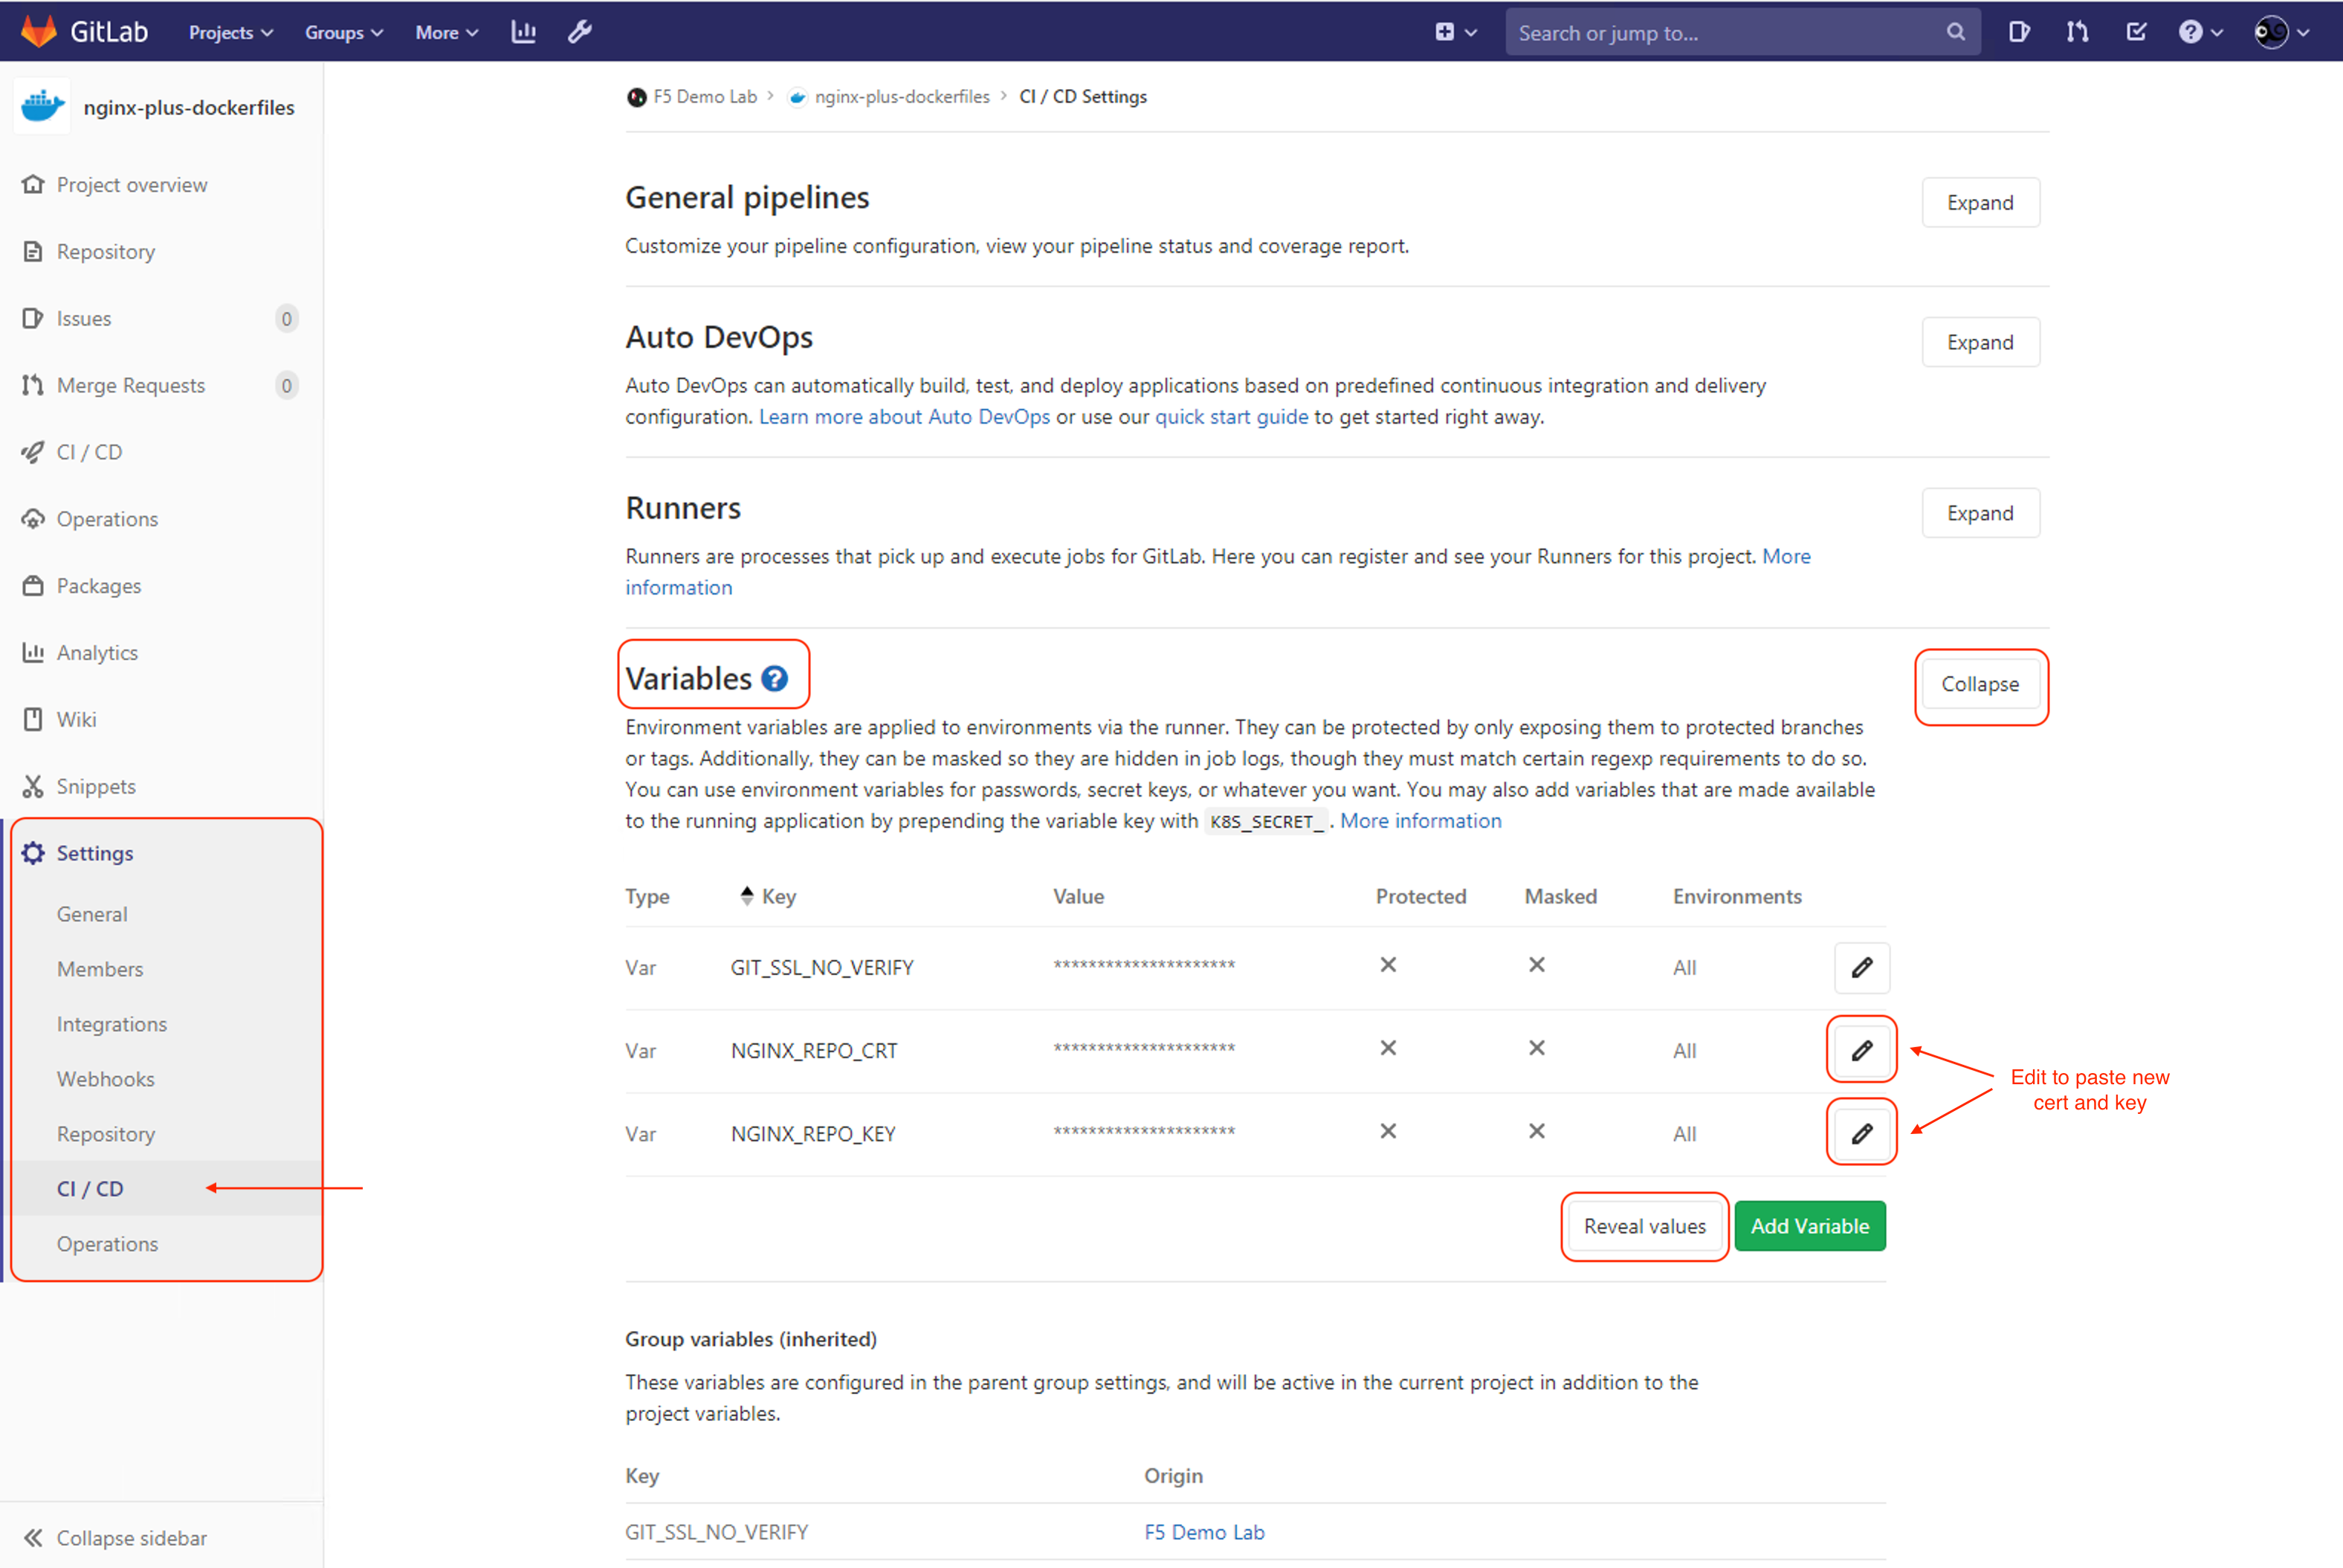 GitLab Projects Groups More Search or jump to...
nginx-plus-dockerfiles
Project overview
Repository
Issues 0
Merge Requests 0
CI / CD
Operations
Packages
Analytics
Wiki
Snippets
Settings
General
Members
Integrations
Webhooks
Repository
CI / CD
Operations
Collapse sidebar
F5 Demo Lab > nginx-plus-dockerfiles > CI / CD Settings
General pipelines
Expand
Customize your pipeline configuration, view your pipeline status and coverage report.
Auto DevOps
Expand
Auto DevOps can automatically build, test, and deploy applications based on predefined continuous integration and delivery
configuration. Learn more about Auto DevOps or use our quick start guide to get started right away.
Runners
Expand
Runners are processes that pick up and execute jobs for GitLab. Here you can register and see your Runners for this project. More
information
Variables ?
Collapse
Environment variables are applied to environments via the runner. They can be protected by only exposing them to protected branches
or tags. Additionally, they can be masked so they are hidden in job logs, though they must match certain regexp requirements to do so.
You can use environment variables for passwords, secret keys, or whatever you want. You may also add variables that are made available
to the running application by prepending the variable key with K8S_SECRET_. More information
Type Key Value Protected Masked Environments
Var GIT_SSL_NO_VERIFY ********************* All
Var NGINX_REPO_CRT ********************* All
Var NGINX_REPO_KEY ********************* All
Edit to paste new
cert and key
Reveal values Add Variable
Group variables (inherited)
These variables are configured in the parent group settings, and will be active in the current project in addition to the
project variables.
Key Origin
GIT_SSL_NO_VERIFY F5 Demo Lab